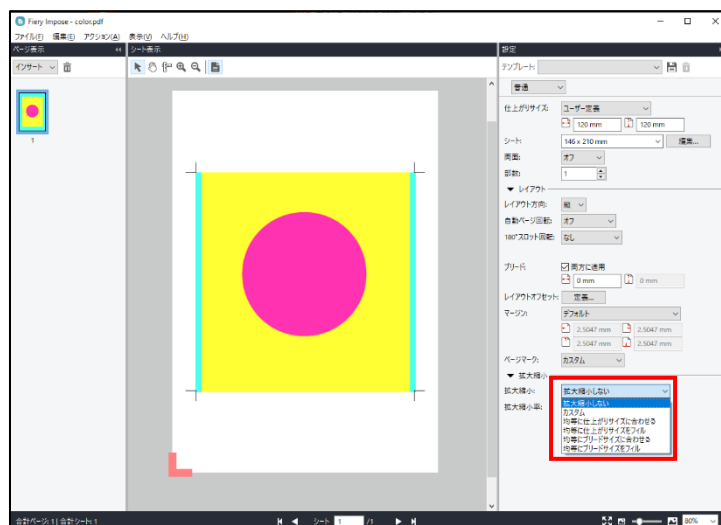 Fiery Impose - color.pdf
ファイル(F) 編集(E) アクション(A) 表示(V) ヘルプ(H)
ページ表示
シート表示
設定
インサート
テンプレート:
普通
1
仕上がりサイズ: ユーザー定義
120 mm 120 mm
シート: 146 x 210 mm 編集...
両面: オフ
部数: 1
レイアウト
レイアウト方向: 縦
自動ページ回転: オフ
180°スロット回転: なし
ブリード: 両方に適用
0 mm 0 mm
レイアウトオフセット: 定義...
マージン: デフォルト
2.5047 mm 2.5047 mm
2.5047 mm 2.5047 mm
ページマーク: カスタム
拡大縮小
拡大縮小: 拡大縮小しない
拡大縮小率: 拡大縮小しない
カスタム
均等に仕上がりサイズに合わせる
均等に仕上がりサイズをフィル
均等にブリードサイズに合わせる
均等にブリードサイズをフィル
合計ページ: 1 | 合計シート: 1
シート 1 /1
80%